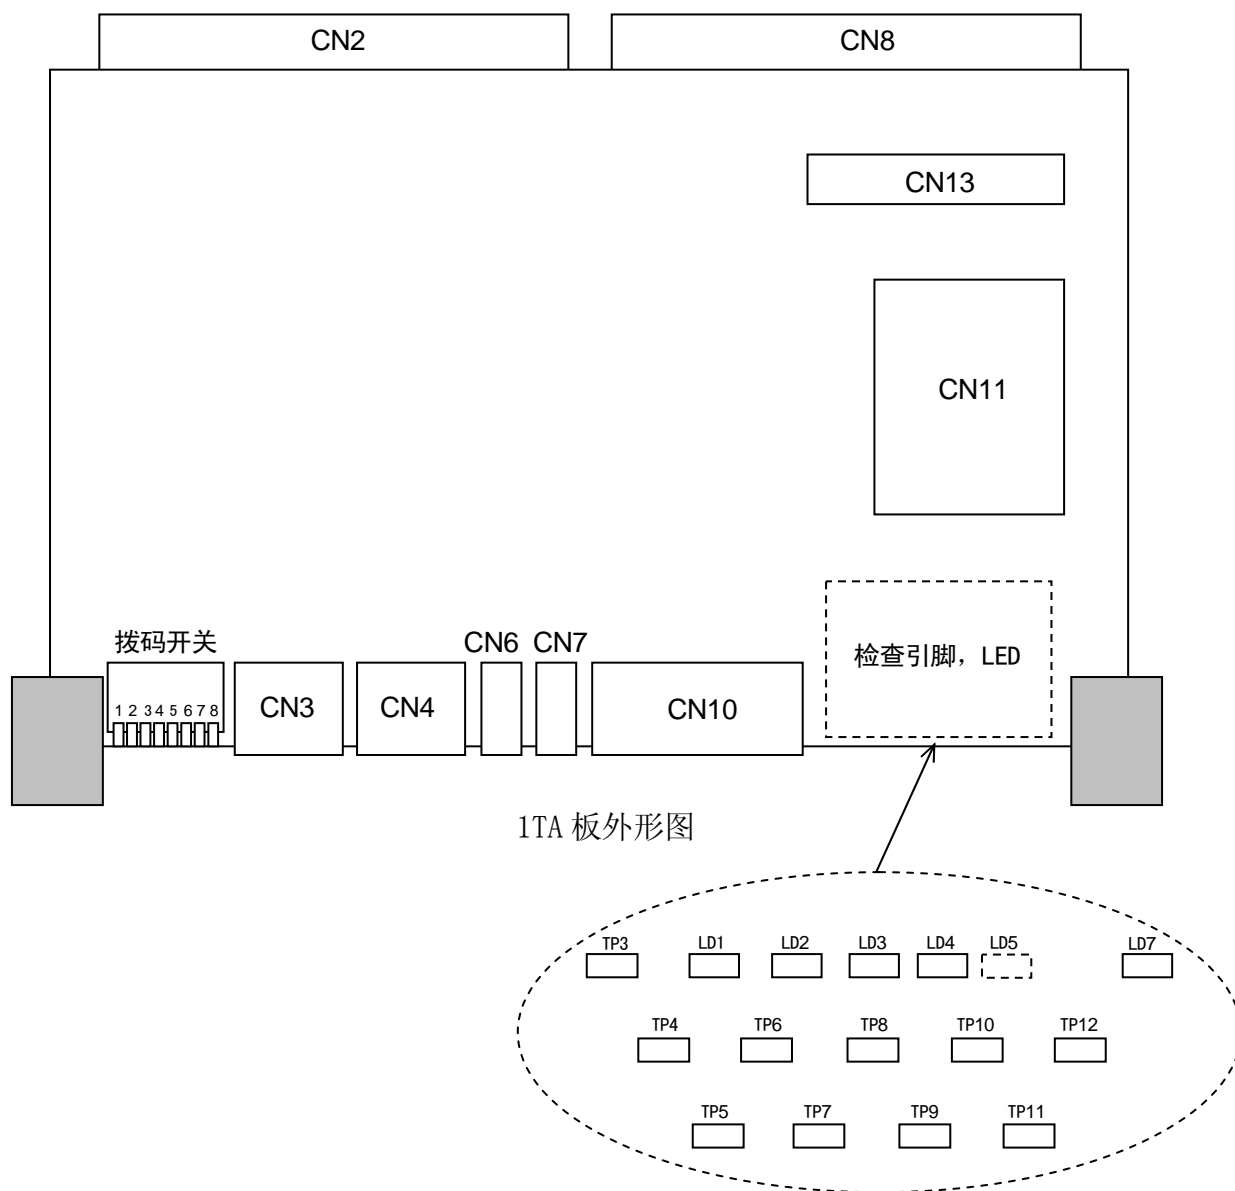 CN2 CN8
CN13
CN11
拨码开关 CN6 CN7
检查引脚，LED
1 2 3 4 5 6 7 8
CN3 CN4 CN10
1TA 板外形图
TP3 LD1 LD2 LD3 LD4 LD5 LD7
TP4 TP6 TP8 TP10 TP12
TP5 TP7 TP9 TP11